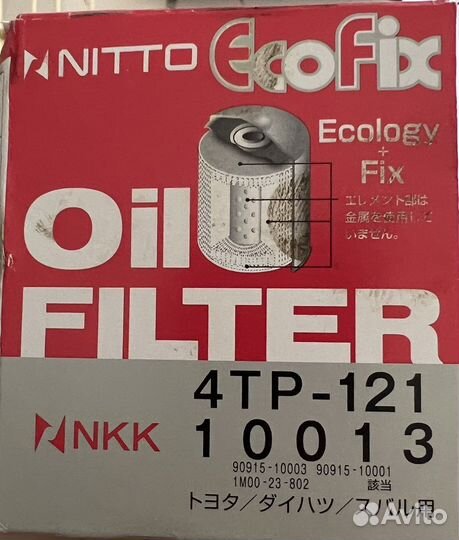 NITTO EcoFix
Ecology
+
Fix
エレメント部は
金属を使用して
いません。
Oil
FILTER
4TP-121
NKK 10013
90915-10003 90915-10001
1M00-23-802 該当
トヨタ/ダイハツ/スバル用
Avito